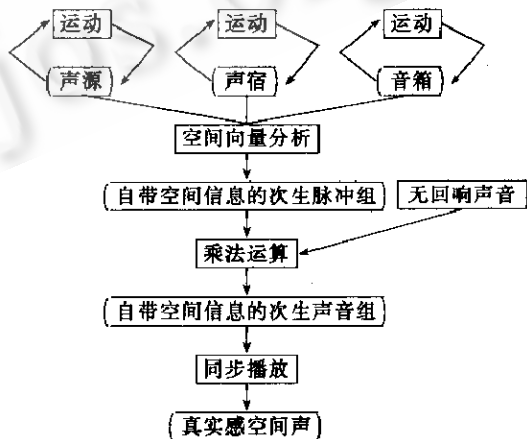 运动 运动 运动
声源 声宿 音箱
空间向量分析
自带空间信息的次生脉冲组 无回响声音
乘法运算
自带空间信息的次生声音组
同步播放
真实感空间声